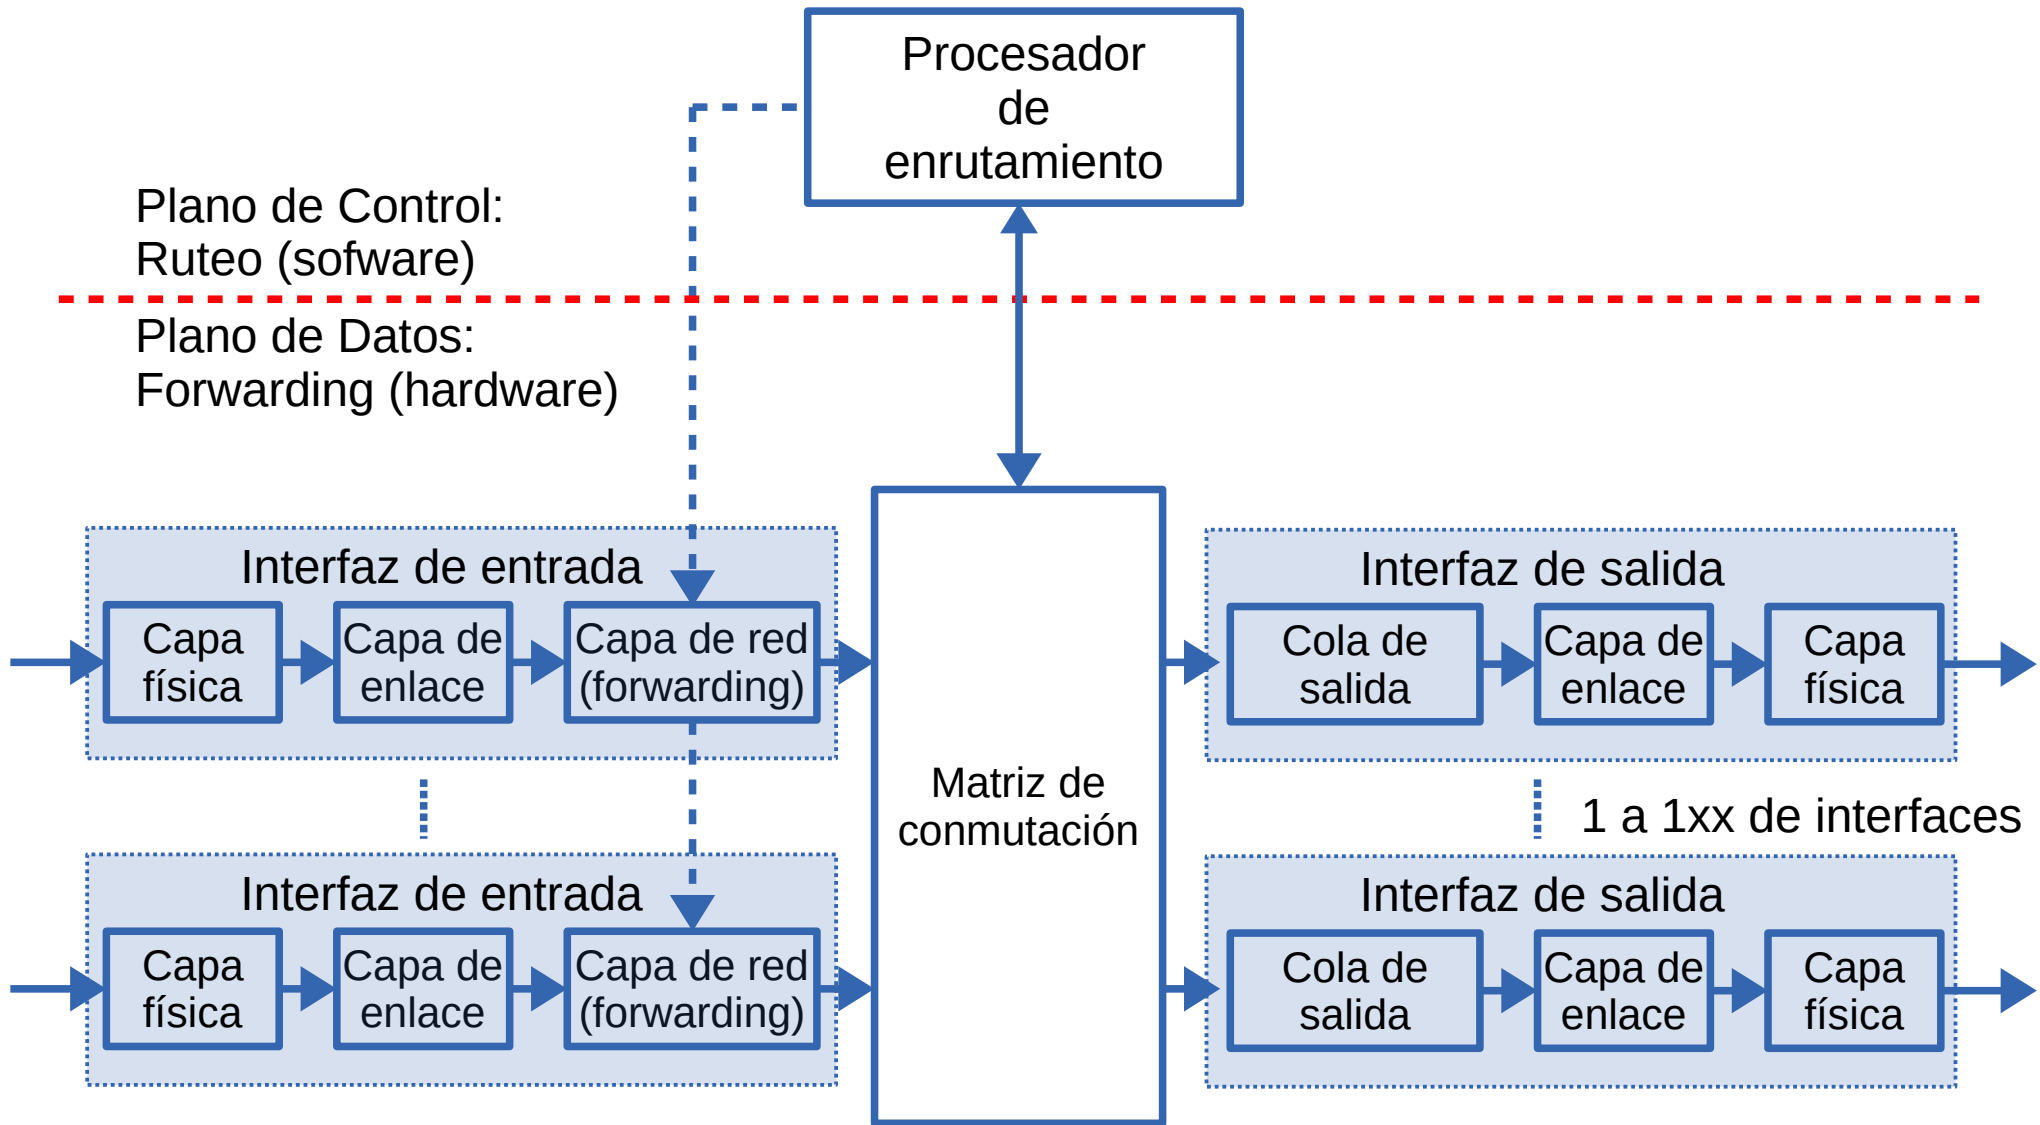 Procesador
de
enrutamiento
Plano de Control:
Ruteo (sofware)
Plano de Datos:
Forwarding (hardware)
Interfaz de entrada
Capa
física
Capa de
enlace
Capa de red
(forwarding)
Interfaz de entrada
Capa
física
Capa de
enlace
Capa de red
(forwarding)
Matriz de
conmutación
Interfaz de salida
Cola de
salida
Capa de
enlace
Capa
física
1 a 1xx de interfaces
Interfaz de salida
Cola de
salida
Capa de
enlace
Capa
física